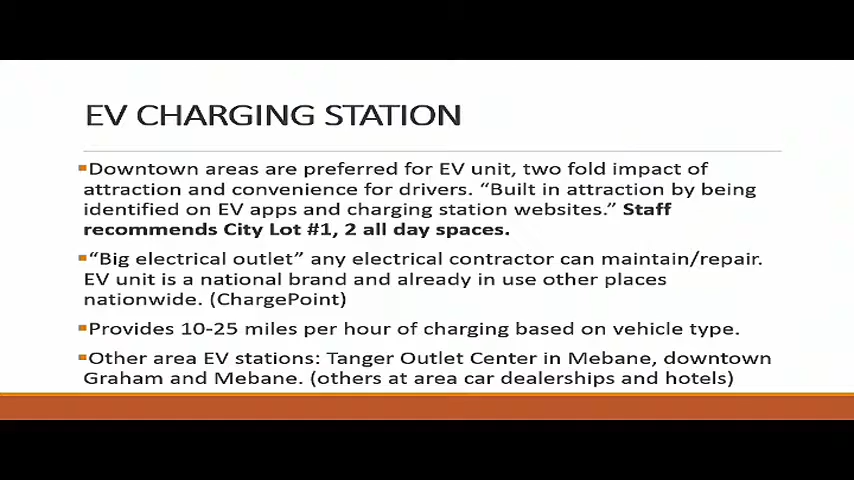 EV CHARGING STATION
Downtown areas are preferred for EV unit, two fold impact of
attraction and convenience for drivers. “Built in attraction by being
identified on EV apps and charging station websites.” Staff
recommends City Lot #1, 2 all day spaces.
“Big electrical outlet” any electrical contractor can maintain/repair.
EV unit is a national brand and already in use other places
nationwide. (ChargePoint)
Provides 10-25 miles per hour of charging based on vehicle type.
Other area EV stations: Tanger Outlet Center in Mebane, downtown
Graham and Mebane. (others at area car dealerships and hotels)